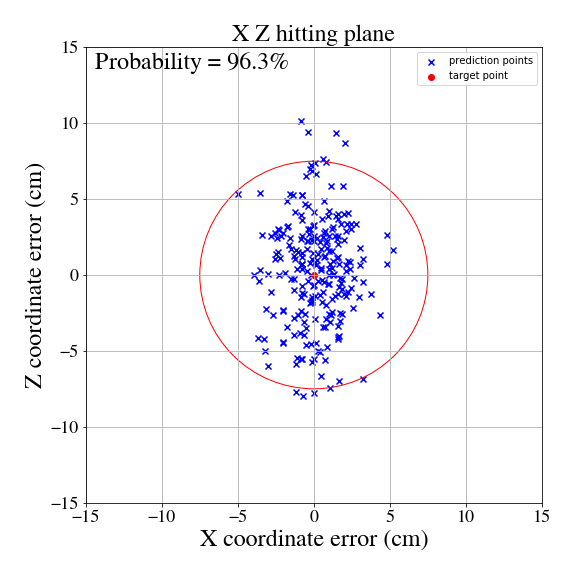 X Z hitting plane
Probability = 96.3%
prediction points
target point
15
10
5
0
−5
−10
−15
Z coordinate error (cm)
−15
−10
−5
0
5
10
15
X coordinate error (cm)